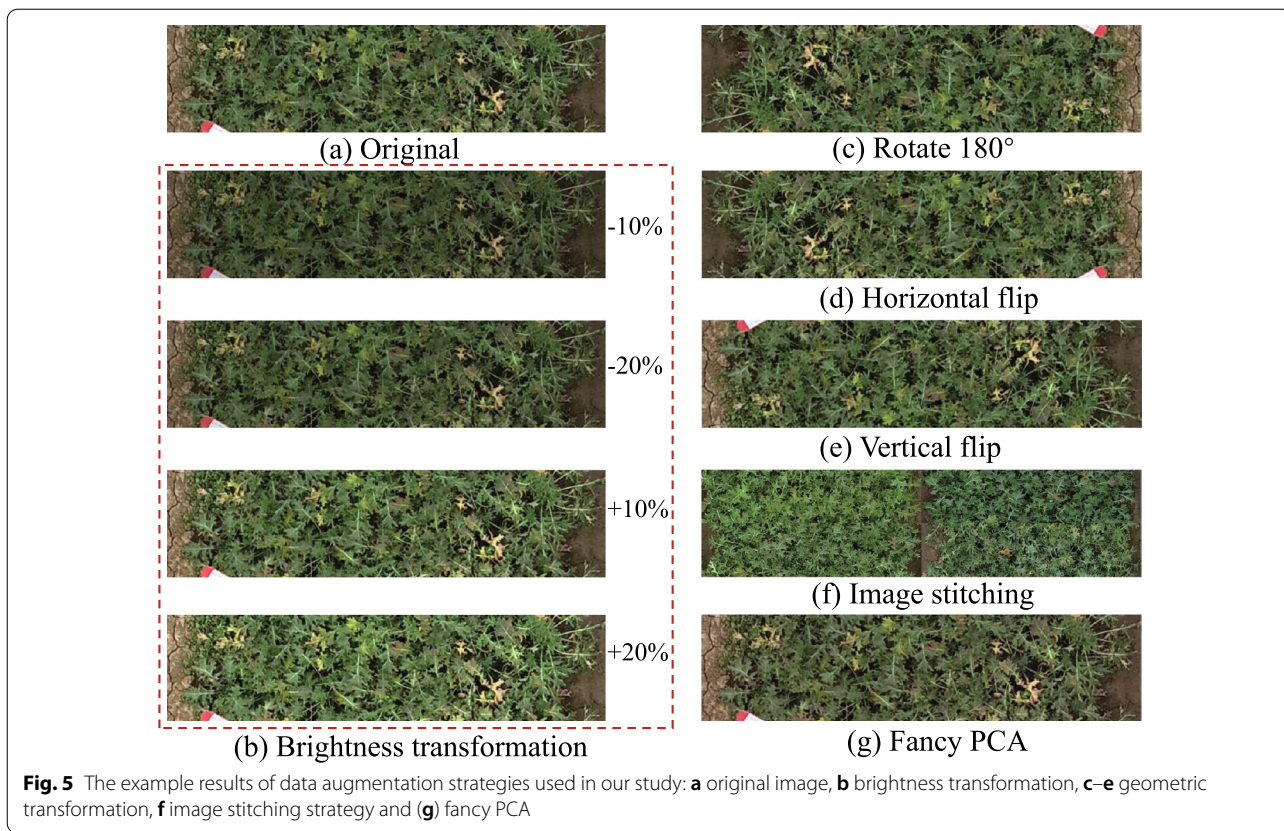 (a) Original
(c) Rotate 180°
-10%
(d) Horizontal flip
-20%
(e) Vertical flip
+10%
(f) Image stitching
+20%
(b) Brightness transformation
(g) Fancy PCA
Fig. 5 The example results of data augmentation strategies used in our study: a original image, b brightness transformation, c–e geometric
transformation, f image stitching strategy and (g) fancy PCA